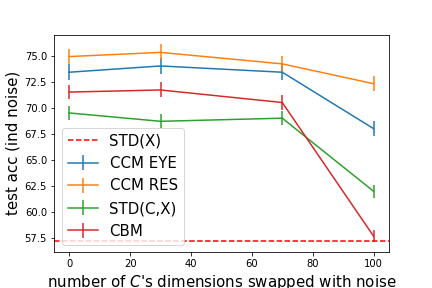 75.0
72.5
70.0
67.5
65.0
62.5
60.0
57.5
test acc (ind noise)
STD(X)
CCM EYE
CCM RES
STD(C,X)
CBM
0 20 40 60 80 100
number of C's dimensions swapped with noise